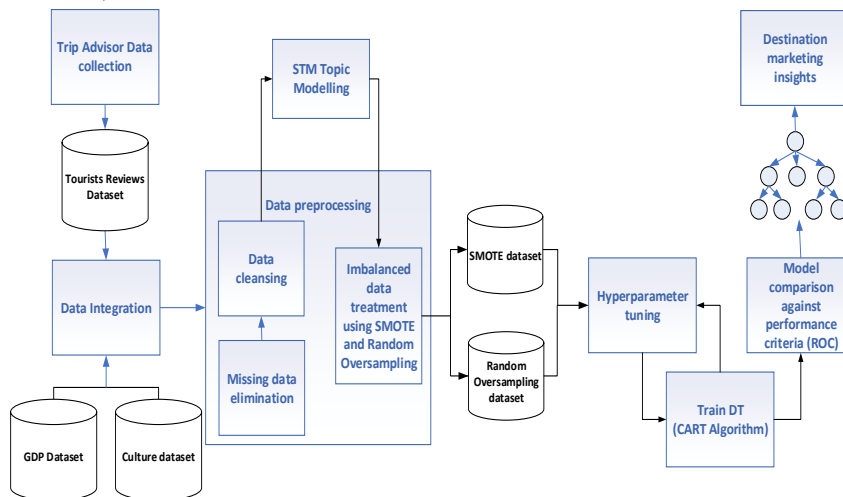 Trip Advisor Data
collection
Tourists Reviews
Dataset
Data Integration
GDP Dataset
Culture dataset
STM Topic
Modelling
Data preprocessing
Data
cleansing
Missing data
elimination
Imbalanced
data
treatment
using SMOTE
and Random
Oversampling
SMOTE dataset
Random
Oversampling
dataset
Hyperparameter
tuning
Train DT
(CART Algorithm)
Model
comparison
against
performance
criteria (ROC)
Destination
marketing
insights